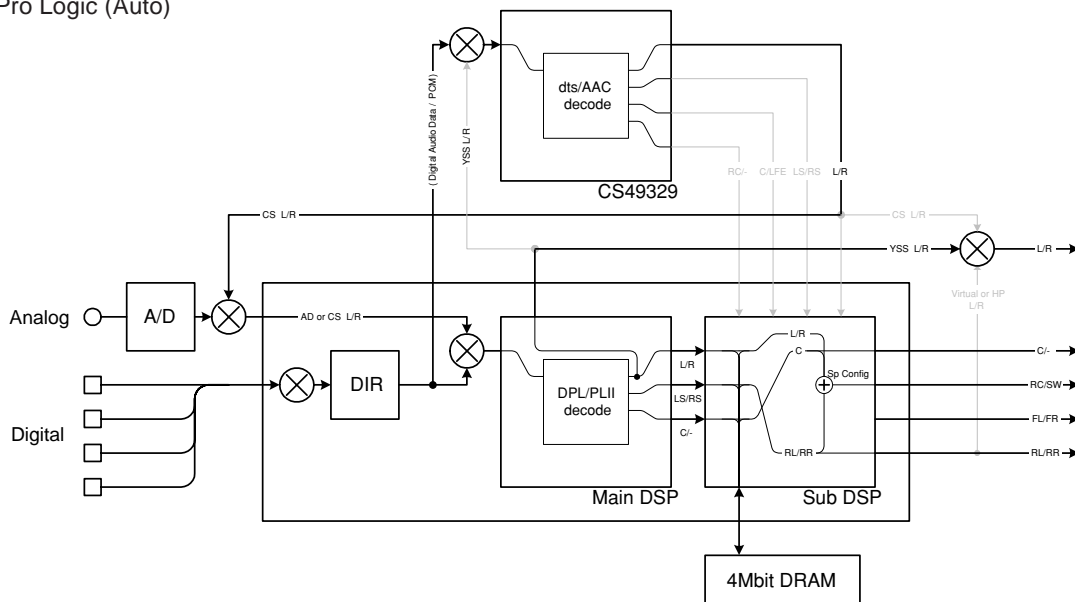 Pro Logic (Auto)
dts/AAC
decode
(Digital Audio Data / PCM)
YSS L/R
RC/-
C/LFE
LS/RS
L/R
CS49329
CS L/R
CS L/R
YSS L/R
L/R
Virtual or HP
L/R
Analog
A/D
AD or CS L/R
L/R
C
L/R
C/-
Sp Config
DIR
DPL/PLII
decode
LS/RS
RC/SW
Digital
C/-
FL/FR
RL/RR
RL/RR
Main DSP
Sub DSP
4Mbit DRAM